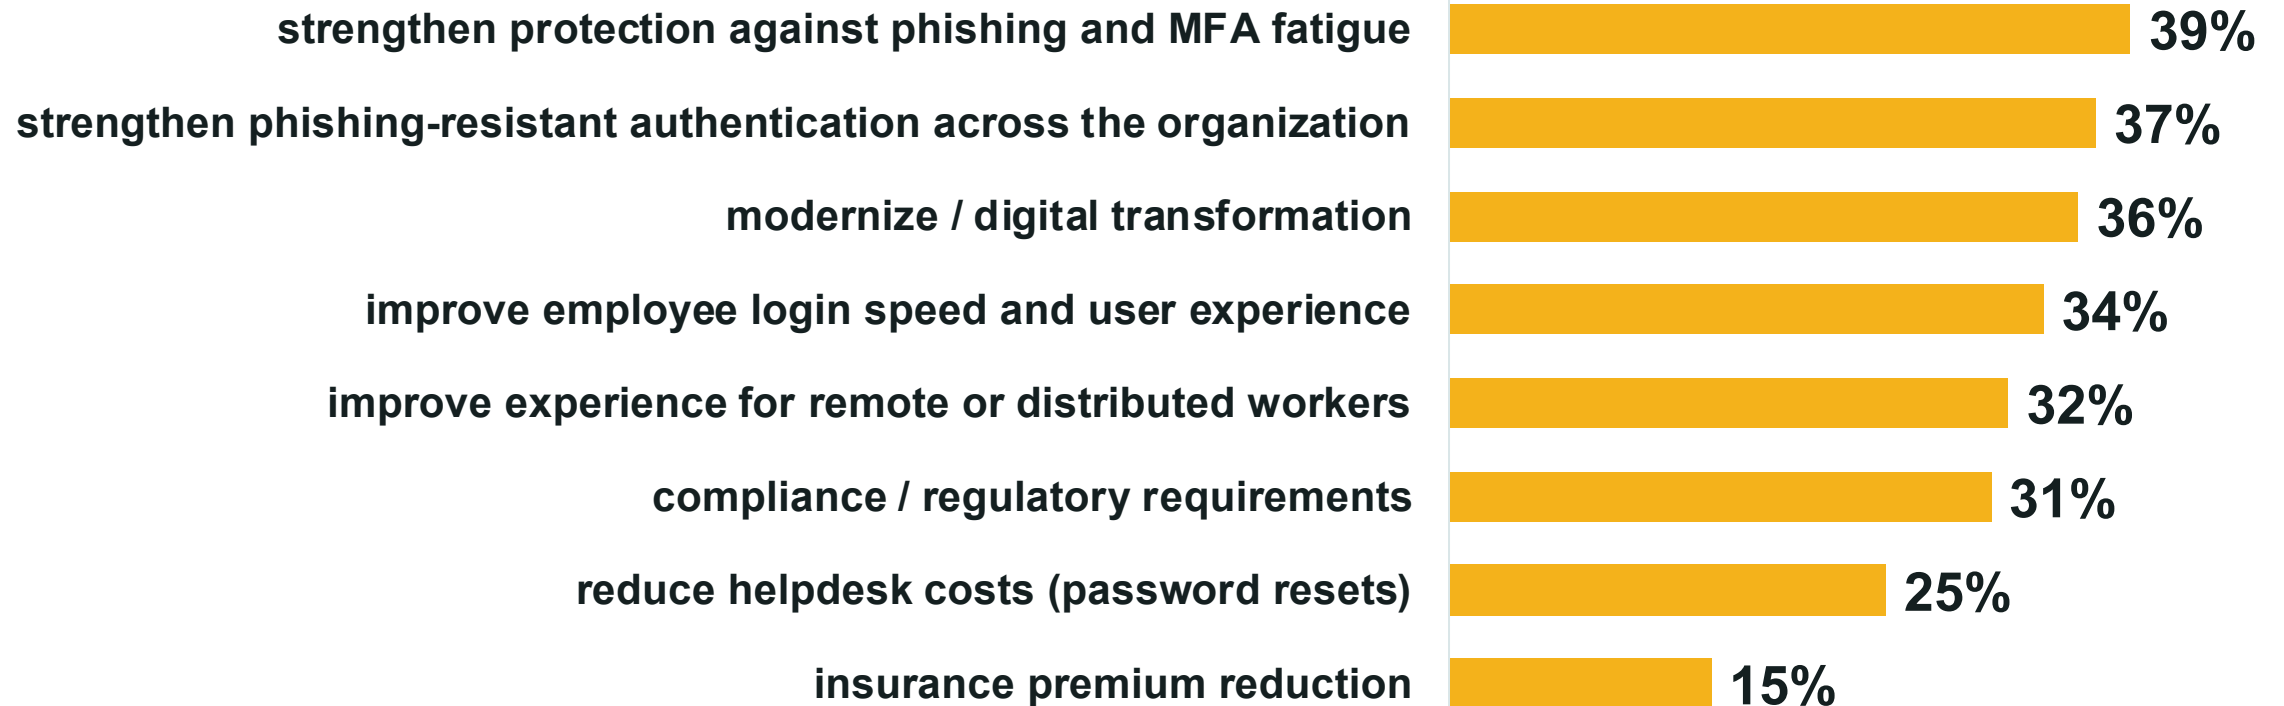 strengthen protection against phishing and MFA fatigue 39%
strengthen phishing-resistant authentication across the organization 37%
modernize / digital transformation 36%
improve employee login speed and user experience 34%
improve experience for remote or distributed workers 32%
compliance / regulatory requirements 31%
reduce helpdesk costs (password resets) 25%
insurance premium reduction 15%